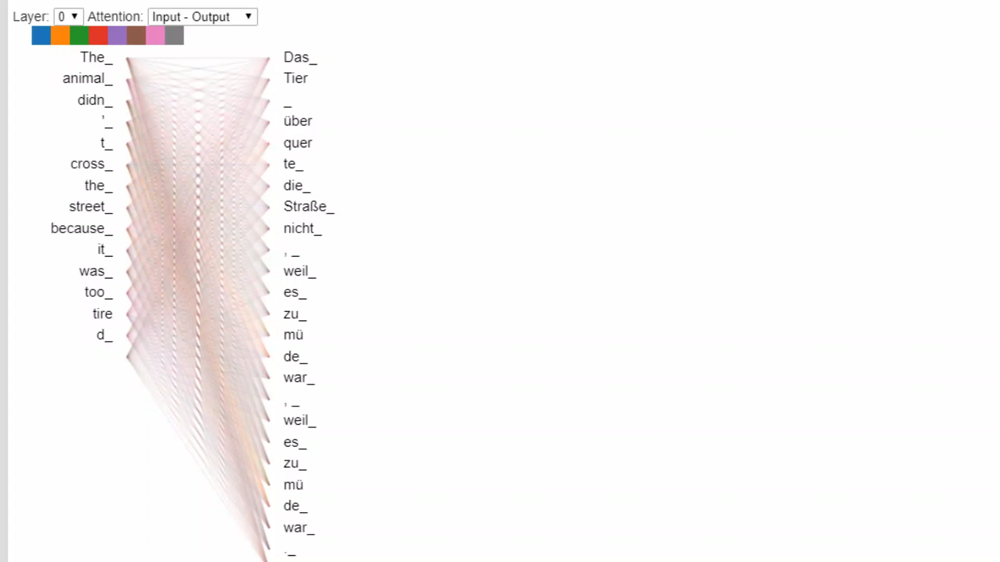 Layer: 0 Attention: Input - Output
The_ Das_
animal_ Tier
didn_ _
'_ über
t_ quer
cross_ te_
the_ die_
street_ Straße_
because_ nicht_
it_ , _
was_ weil_
too_ es_
tire zu_
d_ mü
de_
war_
, _
weil_
es_
zu_
mü
de_
war_
._